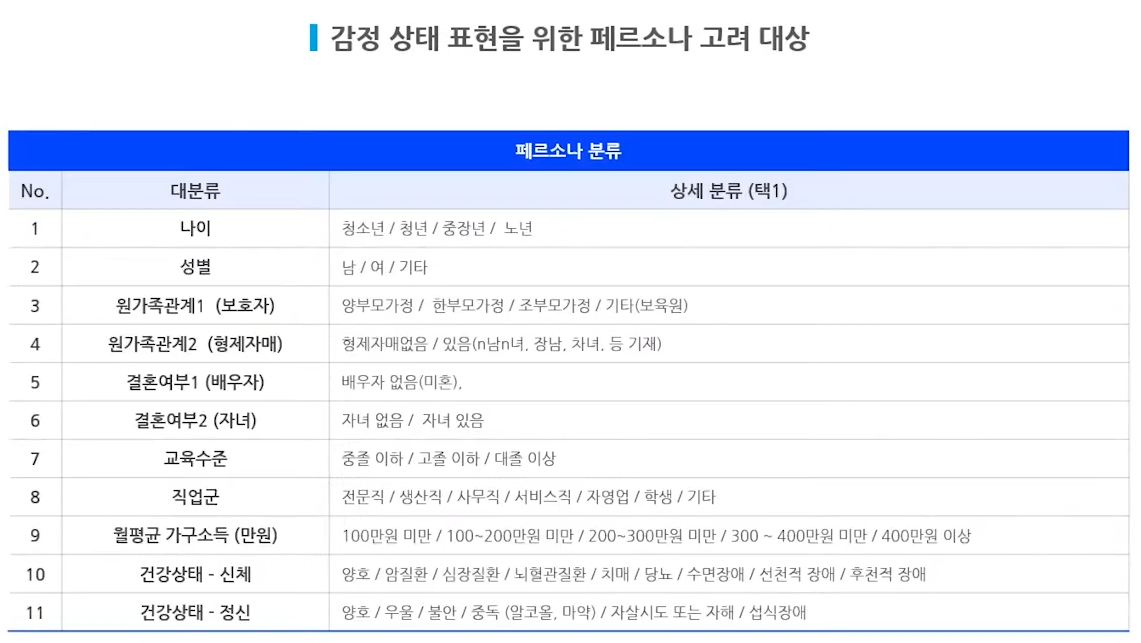 감정 상태 표현을 위한 페르소나 고려 대상
페르소나 분류
No. 대분류 상세 분류 (택1)
1 나이 청소년 / 청년 / 중장년 / 노년
2 성별 남 / 여 / 기타
3 원가족관계1 (보호자) 양부모가정 / 한부모가정 / 조부모가정 / 기타(보육원)
4 원가족관계2 (형제자매) 형제자매없음 / 있음(n남n녀, 장남, 차녀, 등 기재)
5 결혼여부1 (배우자) 배우자 없음(미혼),
6 결혼여부2 (자녀) 자녀 없음 / 자녀 있음
7 교육수준 중졸 이하 / 고졸 이하 / 대졸 이상
8 직업군 전문직 / 생산직 / 사무직 / 서비스직 / 자영업 / 학생 / 기타
9 월평균 가구소득 (만원) 100만원 미만 / 100~200만원 미만 / 200~300만원 미만 / 300 ~ 400만원 미만 / 400만원 이상
10 건강상태 - 신체 양호 / 암질환 / 심장질환 / 뇌혈관질환 / 치매 / 당뇨 / 수면장애 / 선천적 장애 / 후천적 장애
11 건강상태 - 정신 양호 / 우울 / 불안 / 중독 (알코올, 마약) / 자살시도 또는 자해 / 섭식장애